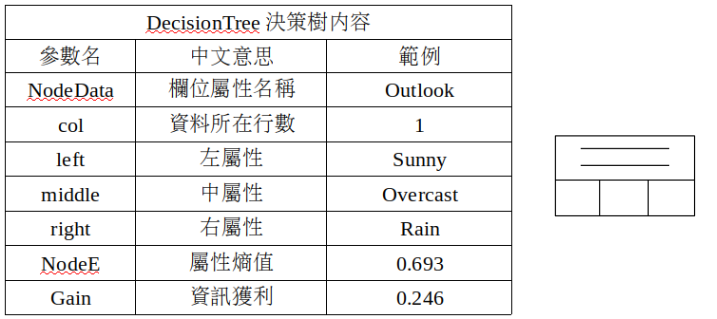 DecisionTree 決策樹內容
參數名 中文意思 範例
NodeData 欄位屬性名稱 Outlook
col 資料所在行數 1
left 左屬性 Sunny
middle 中屬性 Overcast
right 右屬性 Rain
NodeE 屬性熵值 0.693
Gain 資訊獲利 0.246